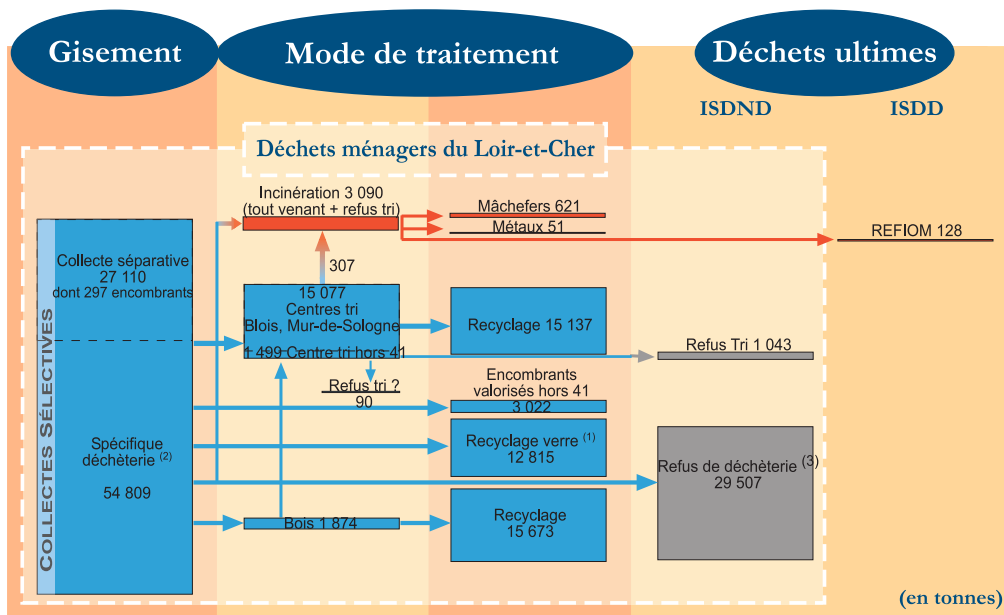 Gisement
Mode de traitement
Déchets ultimes
ISDND
ISDD
Déchets ménagers du Loir-et-Cher
Incinération 3 090
(tout venant + refus tri)
Mâchefers 621
Métaux 51
REFIOM 128
307
COLLECTES SÉLECTIVES
Collecte séparative
27 110
dont 297 encombrants
15 077
Centres tri
Blois, Mur-de-Sologne
1 499 Centre tri hors 41
Recyclage 15 137
Refus Tri 1 043
Refus tri ?
90
Encombrants
valorisés hors 41
3 022
Spécifique
déchèterie (2)
54 809
Recyclage verre (1)
12 815
Refus de déchèterie (3)
29 507
Bois 1 874
Recyclage
15 673
(en tonnes)